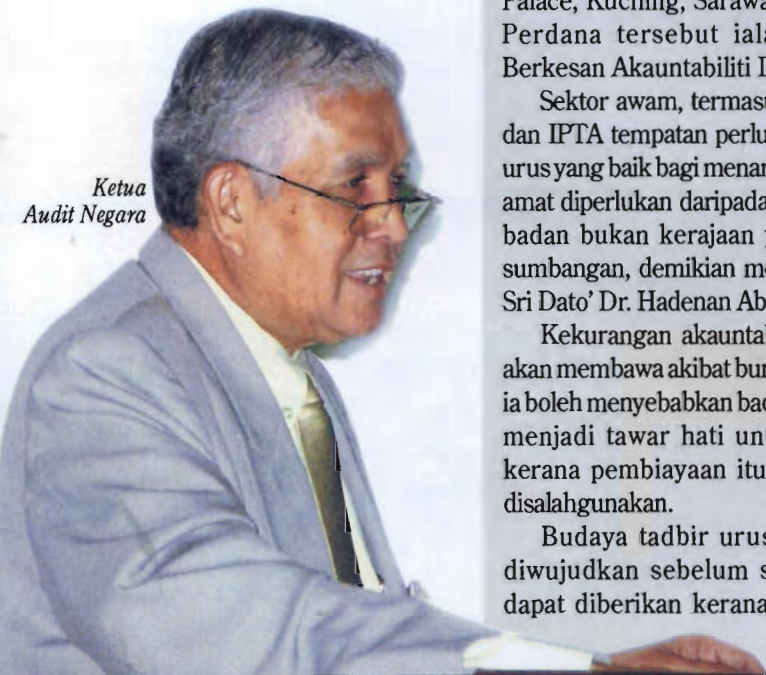 Ketua
Audit Negara
Palace, Kuching, Sarawa
Perdana tersebut iala
Berkesan Akauntabiliti
Sektor awam, termasu
dan IPTA tempatan perlu
urus yang baik bagi menar
amat diperlukan daripada
badan bukan kerajaan
sumbangan, demikian me
Sri Dato' Dr. Hadenan Ab
Kekurangan akauntal
akan membawa akibat bur
ia boleh menyebabkan bad
menjadi tawar hati unt
kerana pembiayaan itu
disalahgunakan.
Budaya tadbir urus
diwujudkan sebelum s
dapat diberikan kerana